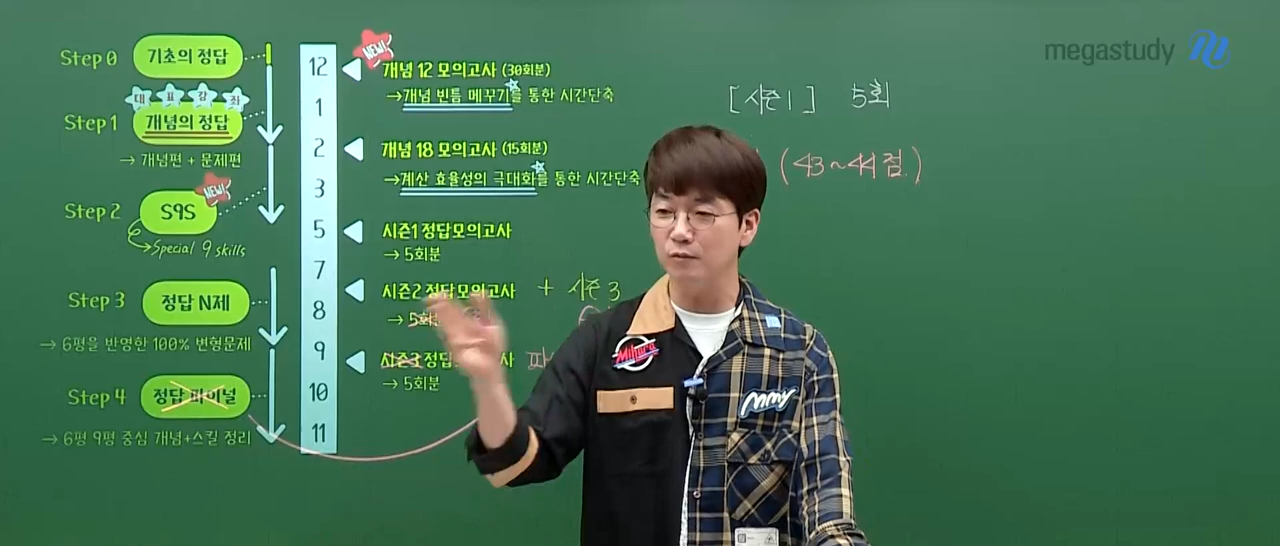 megastudy
Step 0 기초의 정답
대표강좌
Step 1 개념의 정답
→ 개념편 + 문제편
NEW!
Step 2 S9S
→ Special 9 skills
Step 3 정답 N제
→ 6평을 반영한 100% 변형문제
Step 4 정답 파이널
→ 6평 9평 중심 개념+스킬 정리
12
1
2
3
5
7
8
9
10
11
NEW!
개념 12 모의고사 (30회분)
→ 개념 빈틈 메꾸기를 통한 시간단축
개념 18 모의고사 (15회분)
→ 계산 효율성의 극대화를 통한 시간단축
시즌1 정답모의고사
→ 5회분
시즌2 정답모의고사 + 시즌 3
→ 5회
시즌3 정답
→ 5회분
[시즌 1] 5회
(43~44점)
Mihara
MMY